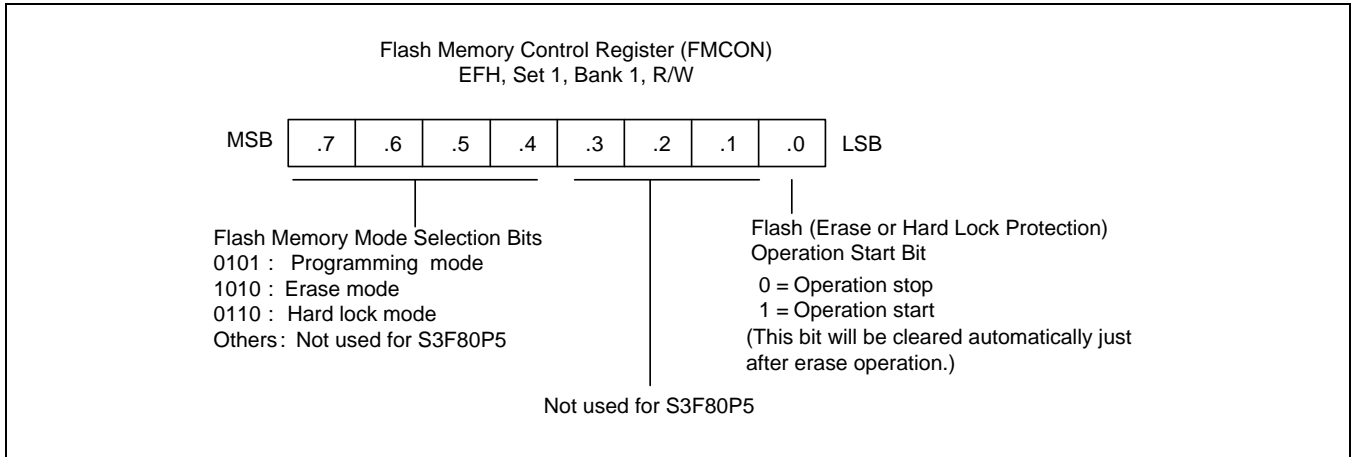 Flash Memory Control Register (FMCON)
EFH, Set 1, Bank 1, R/W
MSB .7 .6 .5 .4 .3 .2 .1 .0 LSB
Flash Memory Mode Selection Bits
0101 : Programming mode
1010 : Erase mode
0110 : Hard lock mode
Others : Not used for S3F80P5
Flash (Erase or Hard Lock Protection)
Operation Start Bit
0 = Operation stop
1 = Operation start
(This bit will be cleared automatically just
after erase operation.)
Not used for S3F80P5